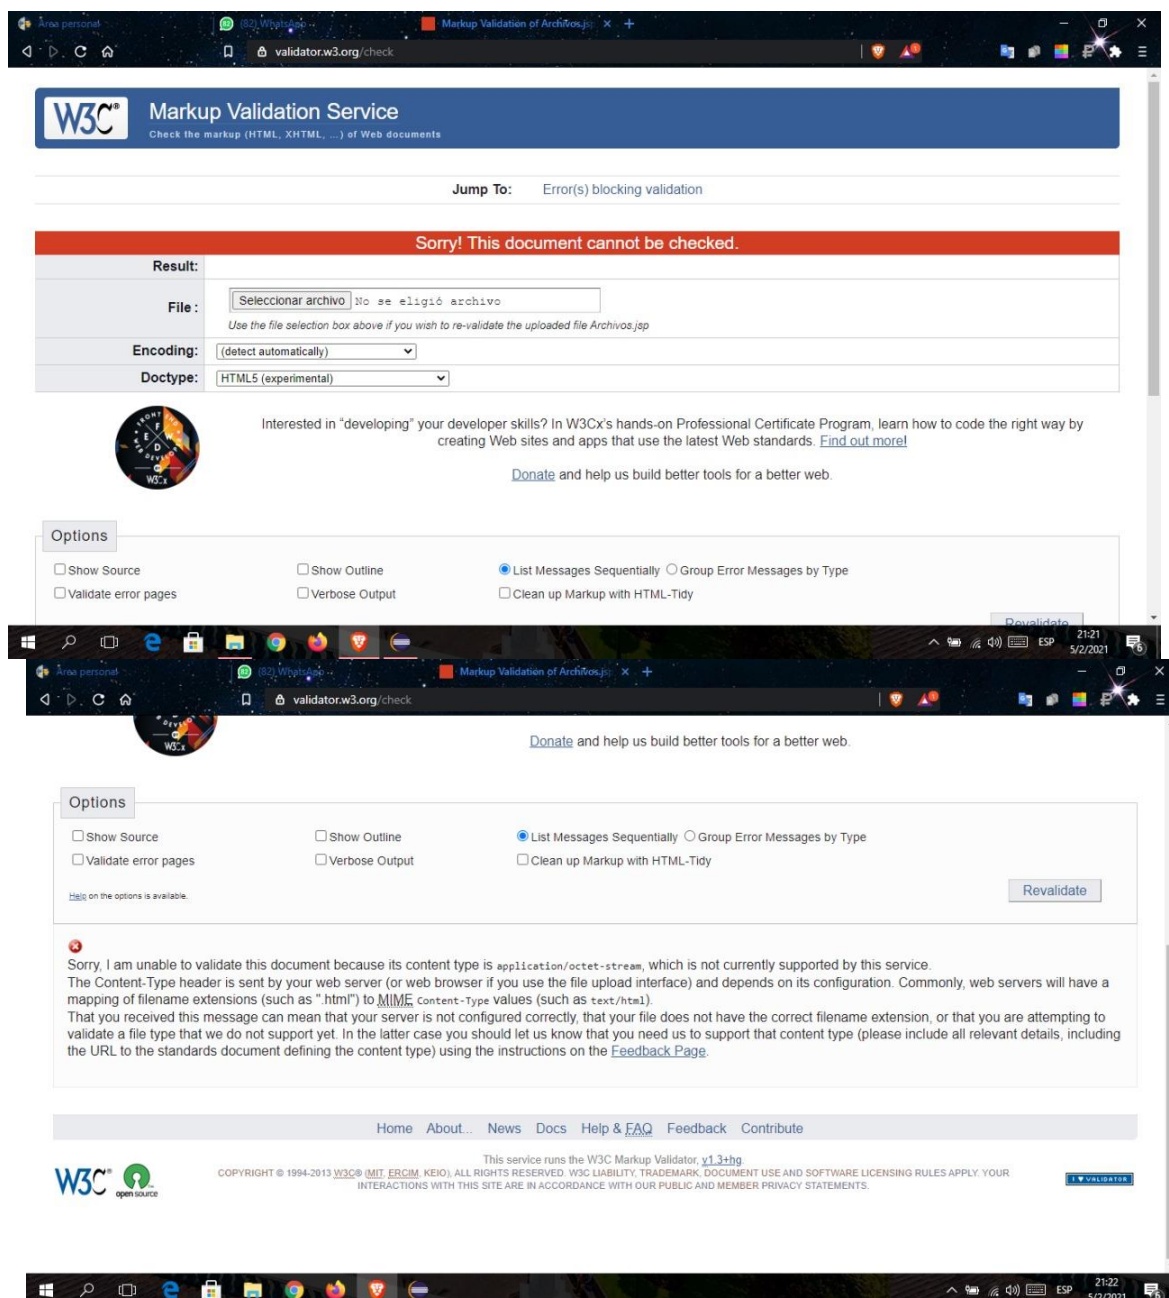 Área personal (82) WhatsApp Markup Validation of Archivos.js
validator.w3.org/check
W3C® Markup Validation Service
Check the markup (HTML, XHTML, …) of Web documents
Jump To: Error(s) blocking validation
Sorry! This document cannot be checked.
Result:
File : Seleccionar archivo No se eligió archivo
Use the file selection box above if you wish to re-validate the uploaded file Archivos.jsp
Encoding: (detect automatically)
Doctype: HTML5 (experimental)
Interested in “developing” your developer skills? In W3Cx's hands-on Professional Certificate Program, learn how to code the right way by
creating Web sites and apps that use the latest Web standards. Find out more!
Donate and help us build better tools for a better web.
Options
Show Source Show Outline List Messages Sequentially Group Error Messages by Type
Validate error pages Verbose Output Clean up Markup with HTML-Tidy
Revalidate
ESP 21:21
5/2/2021 6
Área personal (82) WhatsApp Markup Validation of Archivos.js
validator.w3.org/check
W3Cx
Donate and help us build better tools for a better web.
Options
Show Source Show Outline List Messages Sequentially Group Error Messages by Type
Validate error pages Verbose Output Clean up Markup with HTML-Tidy
Help on the options is available.
Revalidate
Sorry, I am unable to validate this document because its content type is application/octet-stream, which is not currently supported by this service.
The Content-Type header is sent by your web server (or web browser if you use the file upload interface) and depends on its configuration. Commonly, web servers will have a
mapping of filename extensions (such as ".html") to MIME Content-Type values (such as text/html).
That you received this message can mean that your server is not configured correctly, that your file does not have the correct filename extension, or that you are attempting to
validate a file type that we do not support yet. In the latter case you should let us know that you need us to support that content type (please include all relevant details, including
the URL to the standards document defining the content type) using the instructions on the Feedback Page.
Home About... News Docs Help & FAQ Feedback Contribute
This service runs the W3C Markup Validator, v1.3+hg.
COPYRIGHT © 1994-2013 W3C® (MIT, ERCIM, KEIO), ALL RIGHTS RESERVED. W3C LIABILITY, TRADEMARK, DOCUMENT USE AND SOFTWARE LICENSING RULES APPLY. YOUR
INTERACTIONS WITH THIS SITE ARE IN ACCORDANCE WITH OUR PUBLIC AND MEMBER PRIVACY STATEMENTS.
W3C® open source
I ♥ VALIDATOR
ESP 21:22
5/2/2021 6